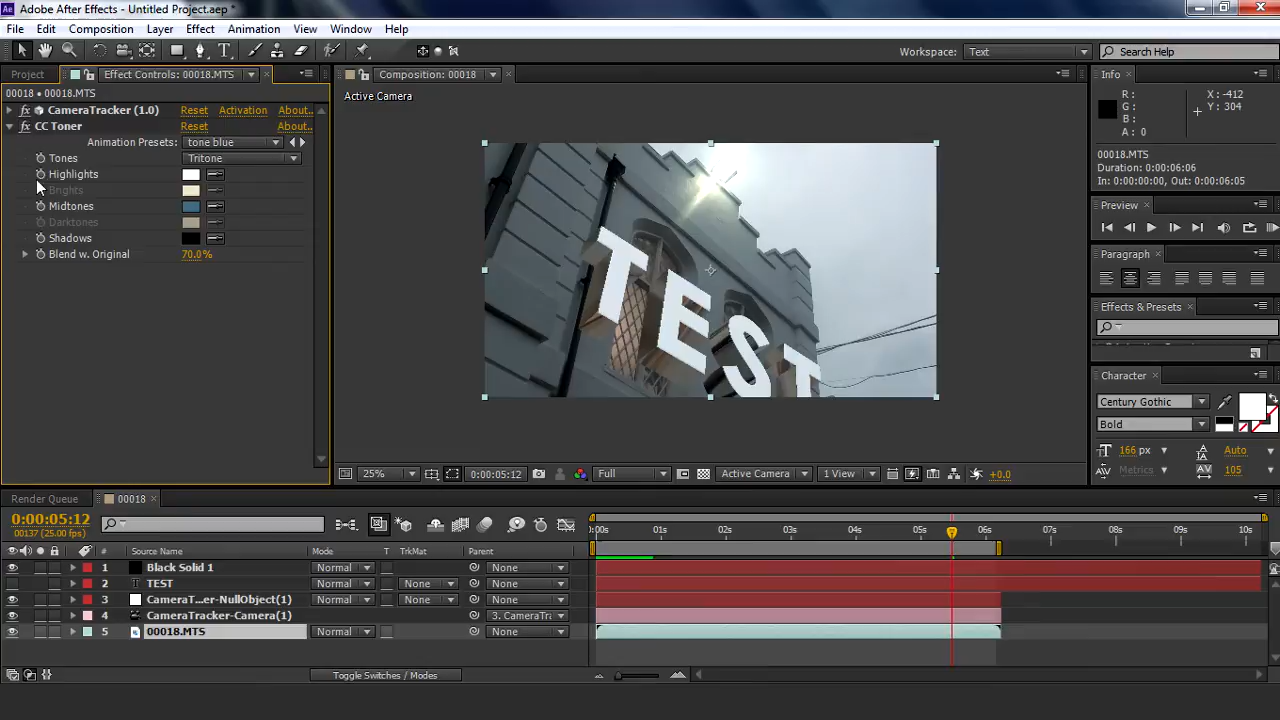 Adobe After Effects - Untitled Project.aep *
File Edit Composition Layer Effect Animation View Window Help
Workspace: Text Search Help
Project Effect Controls: 00018.MTS Composition: 00018 Info
00018 • 00018.MTS
fx CameraTracker (1.0) Reset Activation About..
fx CC Toner Reset About..
Animation Presets: tone blue
Tones Tritone
Highlights
Brights
Midtones
Darktones
Shadows
Blend w. Original 70.0%
Active Camera
TEST
25% 0:00:05:12 Full Active Camera 1 View +0.0
R :
G :
B :
A : 0
X : -412
Y : 304
00018.MTS
Duration: 0:00:06:06
In: 0:00:00:00, Out: 0:00:06:05
Preview
Paragraph
Effects & Presets
Character
Century Gothic
Bold
166 px Auto
Metrics 105
Render Queue 00018
0:00:05:12
00137 (25.00 fps)
:00s 01s 02s 03s 04s 05s 06s 07s 08s 09s 10s
# Source Name Mode T TrkMat Parent
1 Black Solid 1 Normal None
2 T TEST Normal None None
3 CameraT...er-NullObject(1) Normal None None
4 CameraTracker-Camera(1) 3. CameraTra
5 00018.MTS Normal None
Toggle Switches / Modes